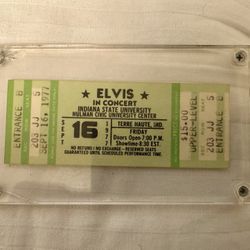 ENTRANCE B
203 JJ 5
SEPT 16, 1977
★ELVIS★
IN CONCERT
INDIANA STATE UNIVERSITY
HULMAN CIVIC UNIVERSITY CENTER
SEPT
16
1977
TERRE HAUTE, IND.
FRIDAY
Doors Open 7:00 P.M.
Showtime 8:30 EST
NO REFUND / NO EXCHANGE - RESERVED SEATS
GUARANTEED UNTIL SCHEDULED PERFORMANCE TIME.
$15.00
UPPER-LEVEL
203 JJ 5
ENTRANCE B